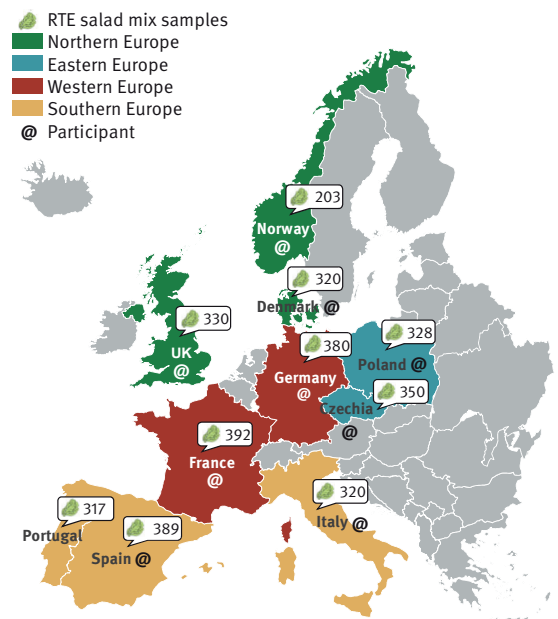 RTE salad mix samples
Northern Europe
Eastern Europe
Western Europe
Southern Europe
@ Participant
203
Norway
@
320
Denmark @
330
UK
@
380
Germany
@
328
Poland @
350
Czechia
@
392
France
@
317
Portugal
389
Spain @
320
Italy @